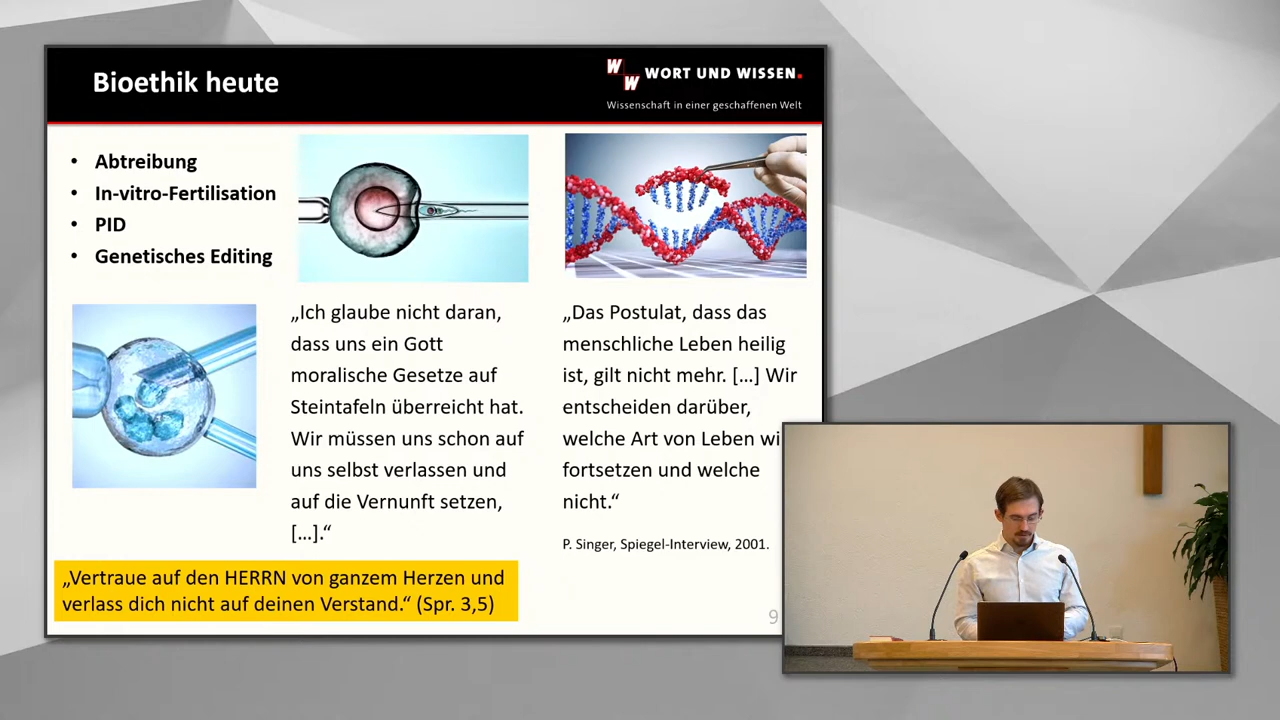 Bioethik heute
W
W
WORT UND WISSEN.
Wissenschaft in einer geschaffenen Welt
• Abtreibung
• In-vitro-Fertilisation
• PID
• Genetisches Editing
„Ich glaube nicht daran,
dass uns ein Gott
moralische Gesetze auf
Steintafeln überreicht hat.
Wir müssen uns schon auf
uns selbst verlassen und
auf die Vernunft setzen,
[…].“
„Das Postulat, dass das
menschliche Leben heilig
ist, gilt nicht mehr. […] Wir
entscheiden darüber,
welche Art von Leben wi
fortsetzen und welche
nicht.“
P. Singer, Spiegel-Interview, 2001.
„Vertraue auf den HERRN von ganzem Herzen und
verlass dich nicht auf deinen Verstand.“ (Spr. 3,5)
9